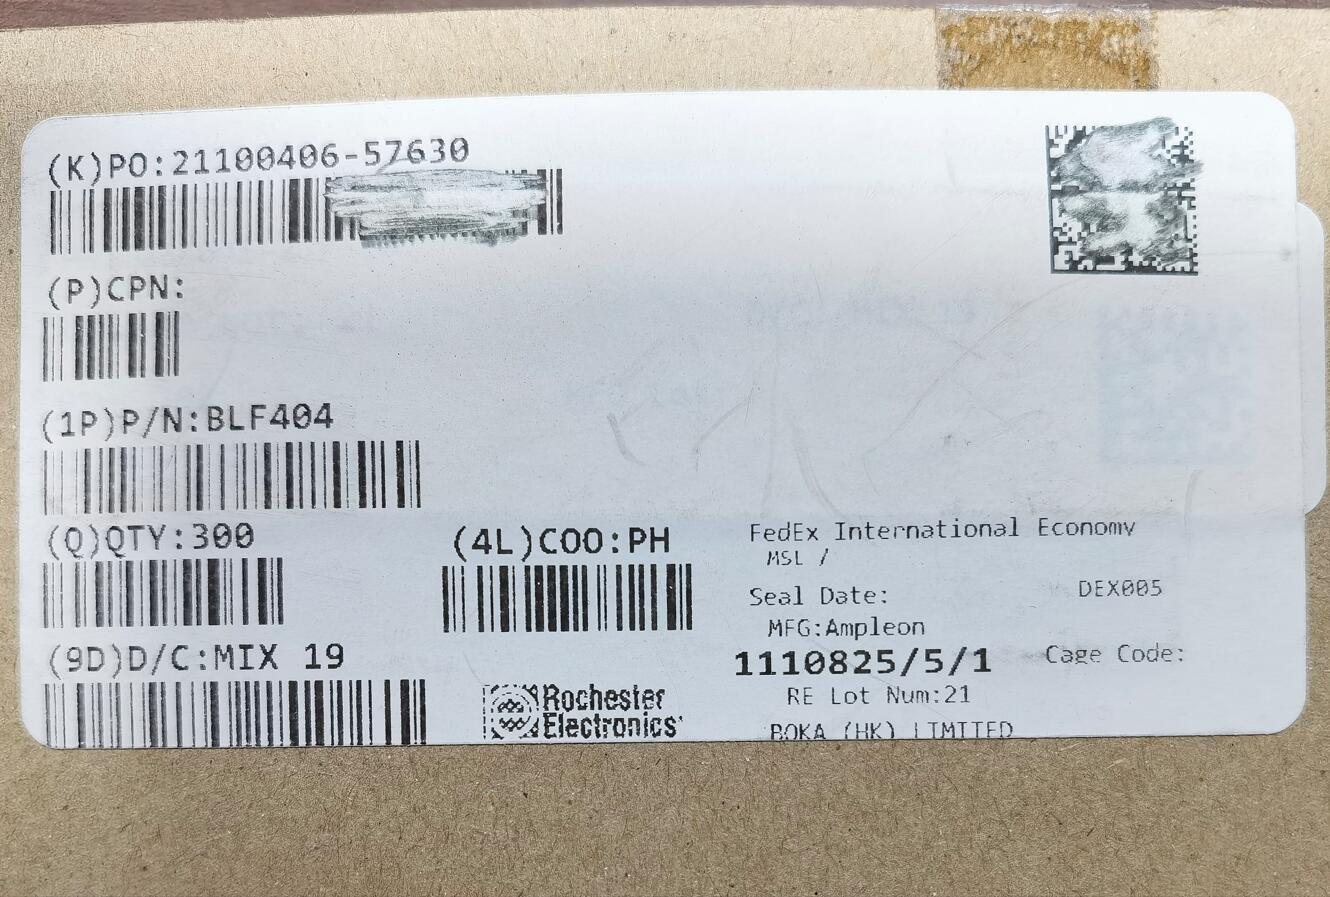 (K)PO:21100406-57630
(P)CPN:
(1P)P/N:BLF404
(Q)QTY:300
(4L)COO:PH
(9D)D/C:MIX 19
Rochester
Electronics
FedEx International Economy
MSL /
Seal Date:
DEX005
MFG:Ampleon
1110825/5/1
Cage Code:
RE Lot Num:21
BOKA (HK) LIMITED